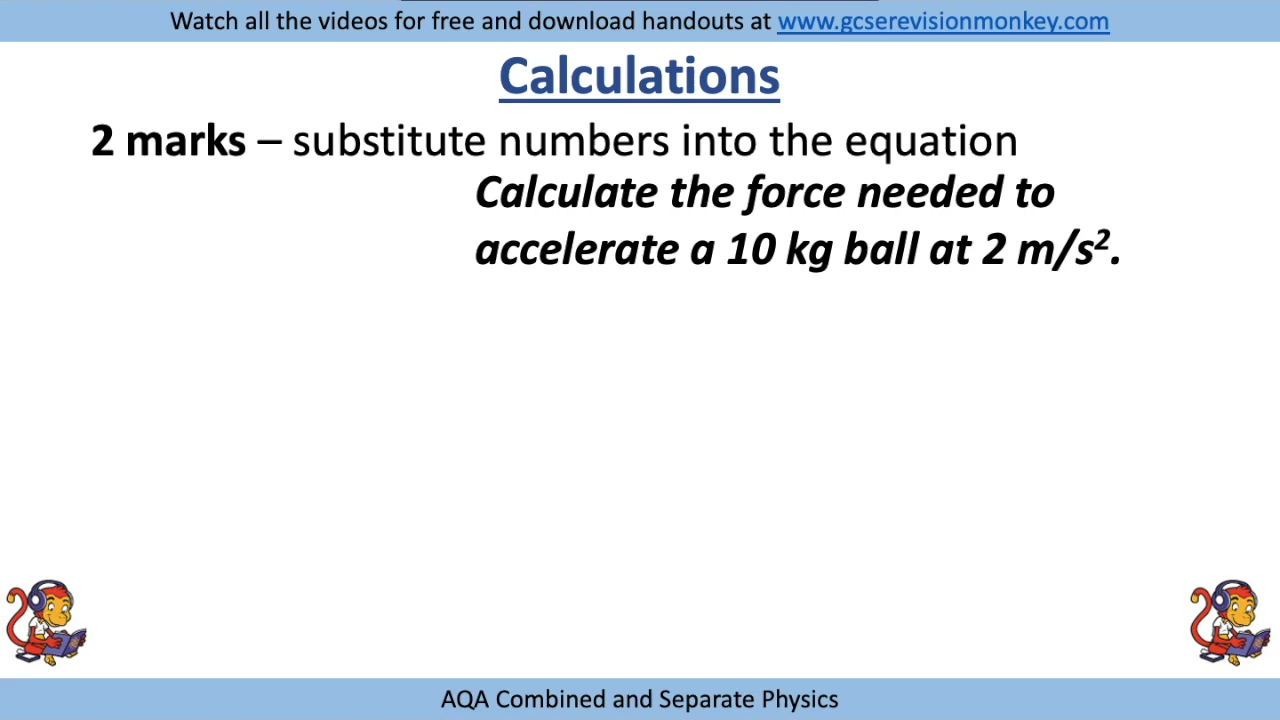 Watch all the videos for free and download handouts at www.gcserevisionmonkey.com
Calculations
2 marks – substitute numbers into the equation
Calculate the force needed to
accelerate a 10 kg ball at 2 m/s².
AQA Combined and Separate Physics